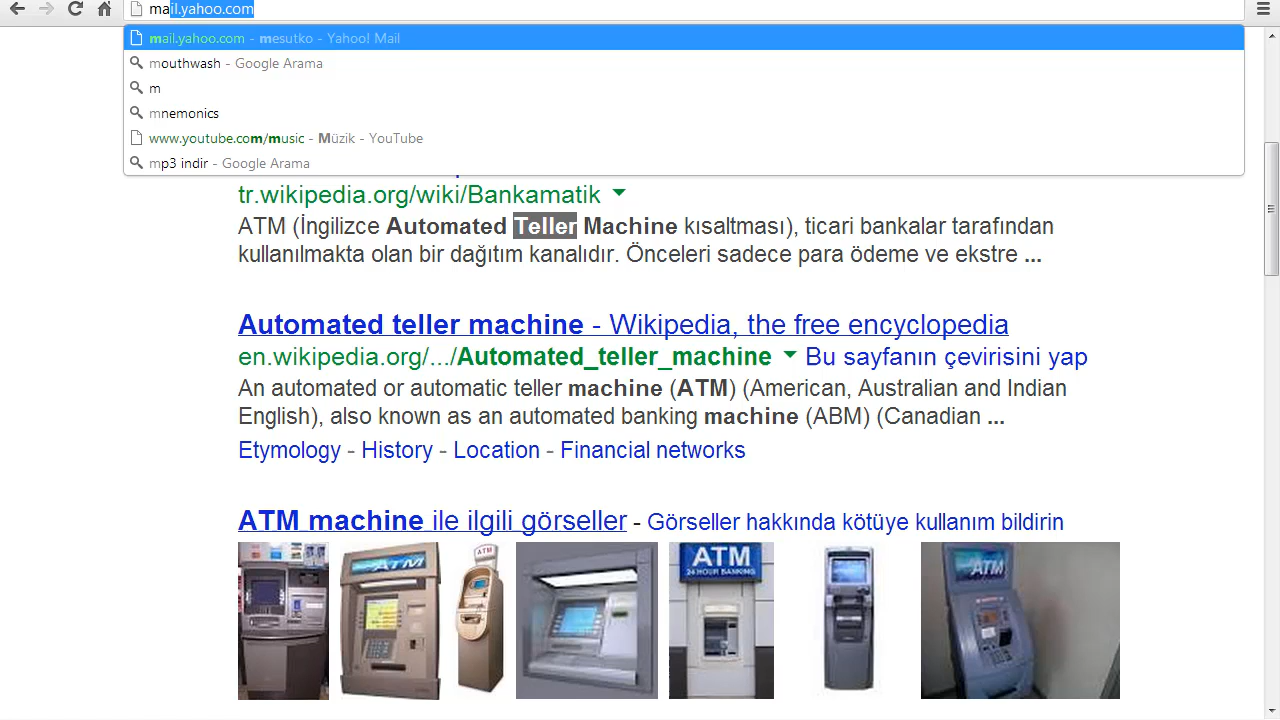 mail.yahoo.com
mail.yahoo.com - mesutko - Yahoo! Mail
mouthwash - Google Arama
m
mnemonics
www.youtube.com/music - Müzik - YouTube
mp3 indir - Google Arama
tr.wikipedia.org/wiki/Bankamatik
ATM (İngilizce Automated Teller Machine kısaltması), ticari bankalar tarafından
kullanılmakta olan bir dağıtım kanalıdır. Önceleri sadece para ödeme ve ekstre ...
Automated teller machine - Wikipedia, the free encyclopedia
en.wikipedia.org/.../Automated_teller_machine Bu sayfanın çevirisini yap
An automated or automatic teller machine (ATM) (American, Australian and Indian
English), also known as an automated banking machine (ABM) (Canadian ...
Etymology - History - Location - Financial networks
ATM machine ile ilgili görseller - Görseller hakkında kötüye kullanım bildirin
ATM
ATM
ATM
24 HOUR BANKING
ATM